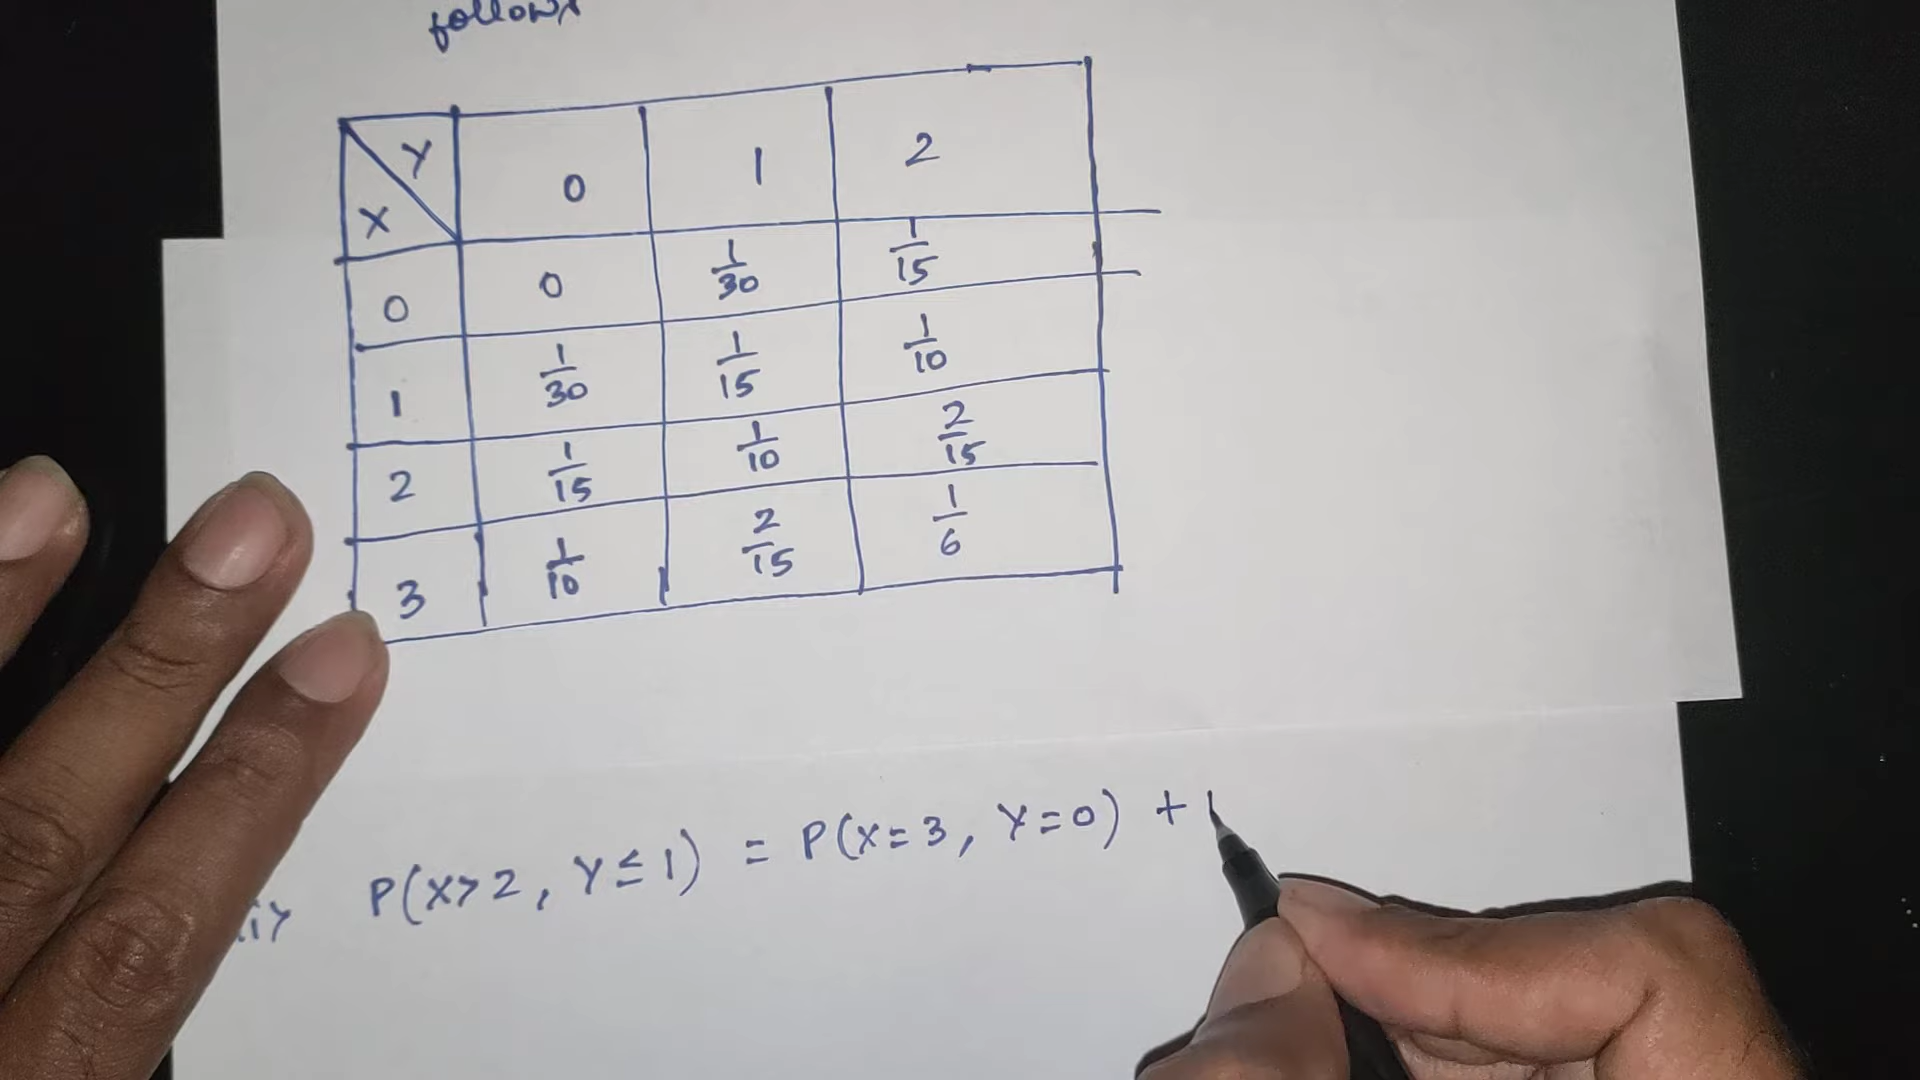 follows
Y
X
0 1 2
0 0 1/30 1/15
1 1/30 1/15 1/10
2 1/15 1/10 2/15
3 1/10 2/15 1/6
P(X>2, Y≤1) = P(X=3, Y=0) +